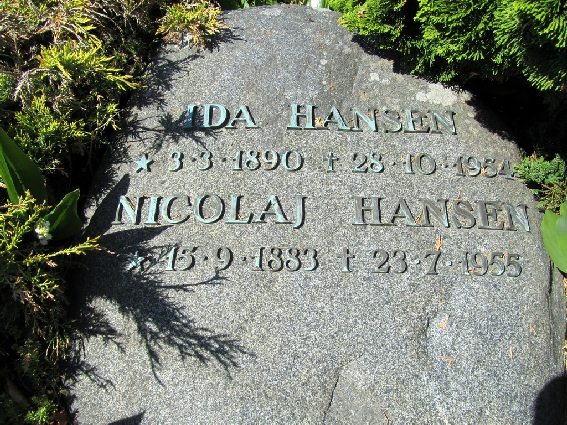 IDA HANSEN
★ 3·3·1890 † 28·10·1954
NICOLAJ HANSEN
★ 15·9·1883 † 23·7·1955